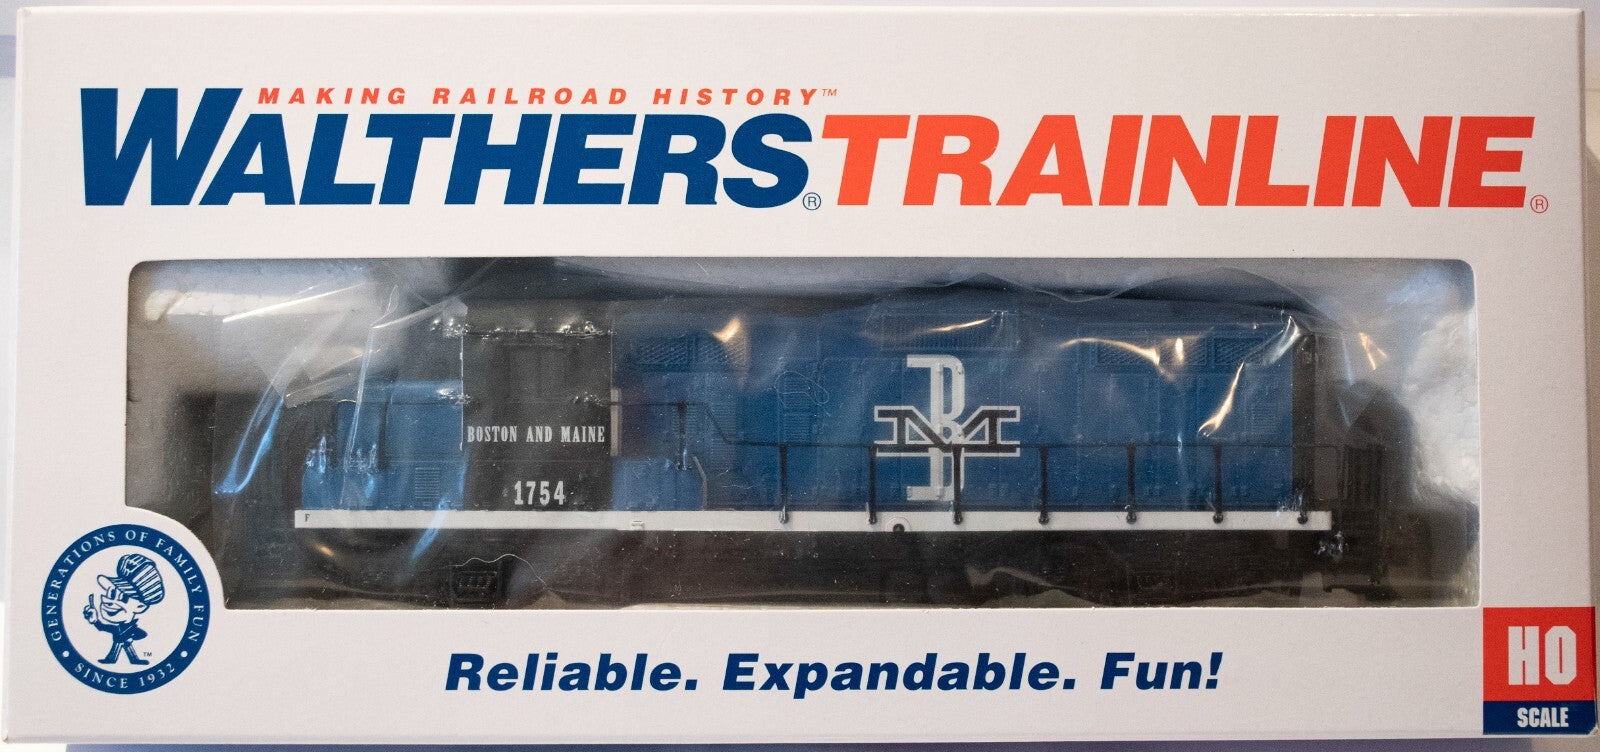 MAKING RAILROAD HISTORY™
WALTHERS®TRAINLINE®
BOSTON AND MAINE
1754
F
B
M
GENERATIONS OF FAMILY FUN
• SINCE 1932 •
TM
Reliable. Expandable. Fun!
HO
SCALE